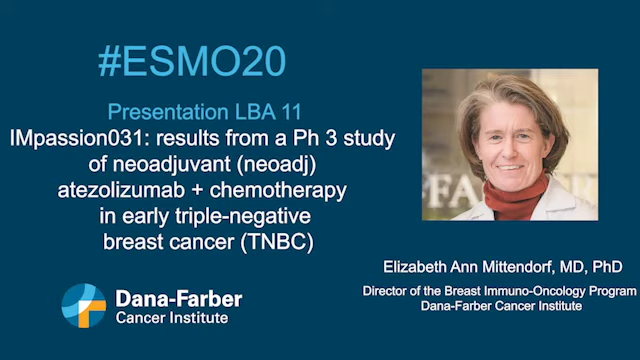 #ESMO20
Presentation LBA 11
IMpassion031: results from a Ph 3 study
of neoadjuvant (neoadj)
atezolizumab + chemotherapy
in early triple-negative
breast cancer (TNBC)
Elizabeth Ann Mittendorf, MD, PhD
Director of the Breast Immuno-Oncology Program
Dana-Farber Cancer Institute
Dana-Farber
Cancer Institute